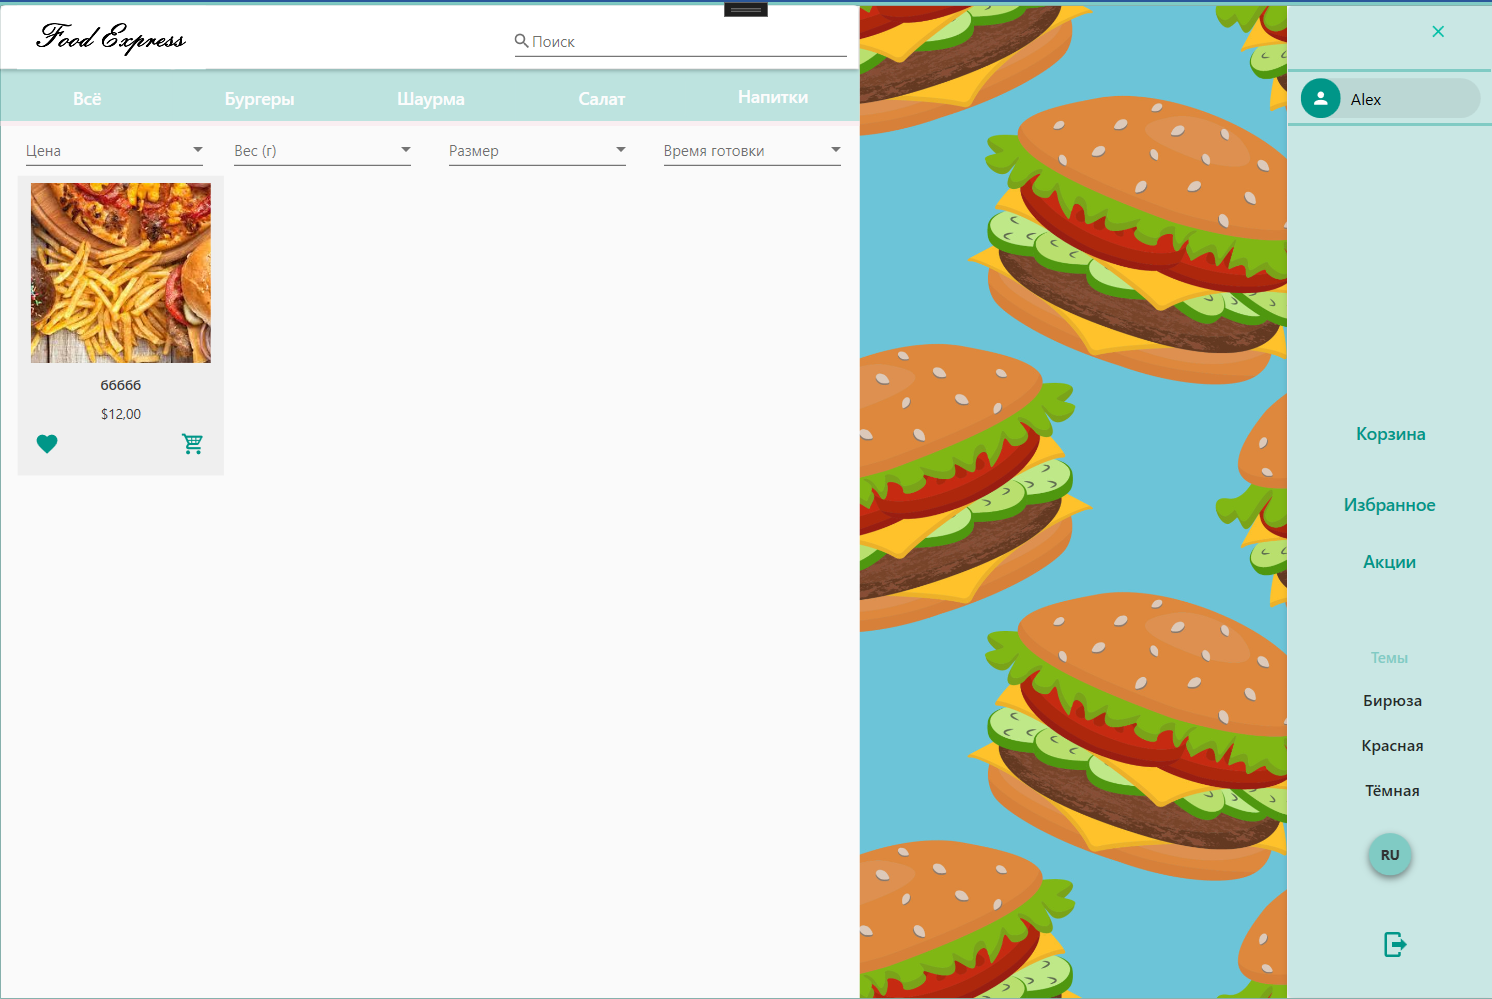 Food Express
Поиск
Всё
Бургеры
Шаурма
Салат
Напитки
Цена
Вес (г)
Размер
Время готовки
66666
$12,00
Alex
Корзина
Избранное
Акции
Темы
Бирюза
Красная
Тёмная
RU